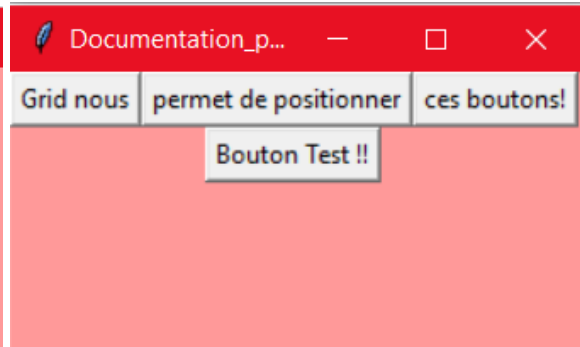 Documentation_p...
Grid nous permet de positionner ces boutons!
Bouton Test !!